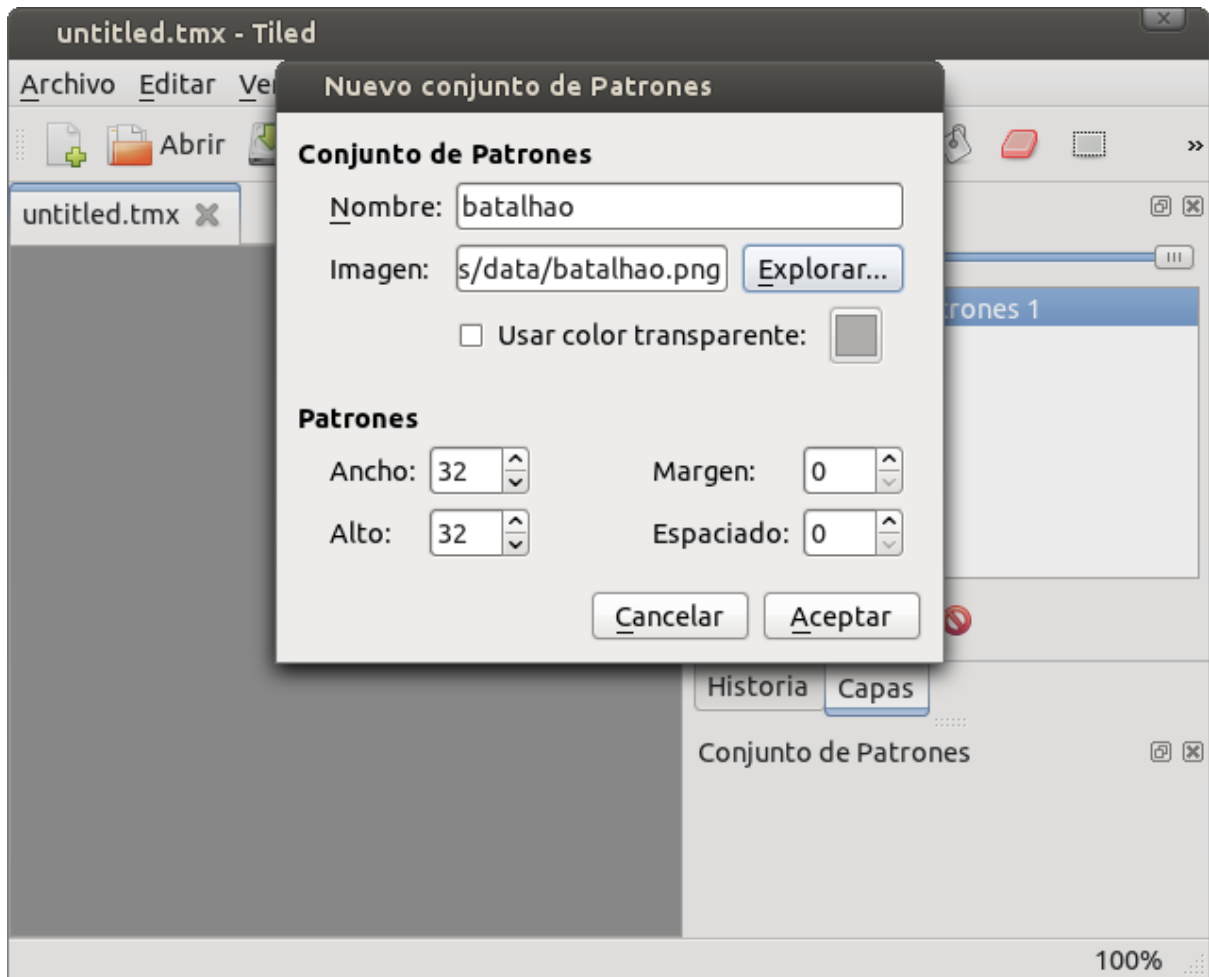 untitled.tmx - Tiled
Archivo Editar
Nuevo conjunto de Patrones
Abrir
untitled.tmx
Conjunto de Patrones
Nombre: batalhao
Imagen: s/data/batalhao.png Explorar...
Usar color transparente:
trones 1
Patrones
Ancho: 32 Margen: 0
Alto: 32 Espaciado: 0
Cancelar Aceptar
Historia Capas
Conjunto de Patrones
100%